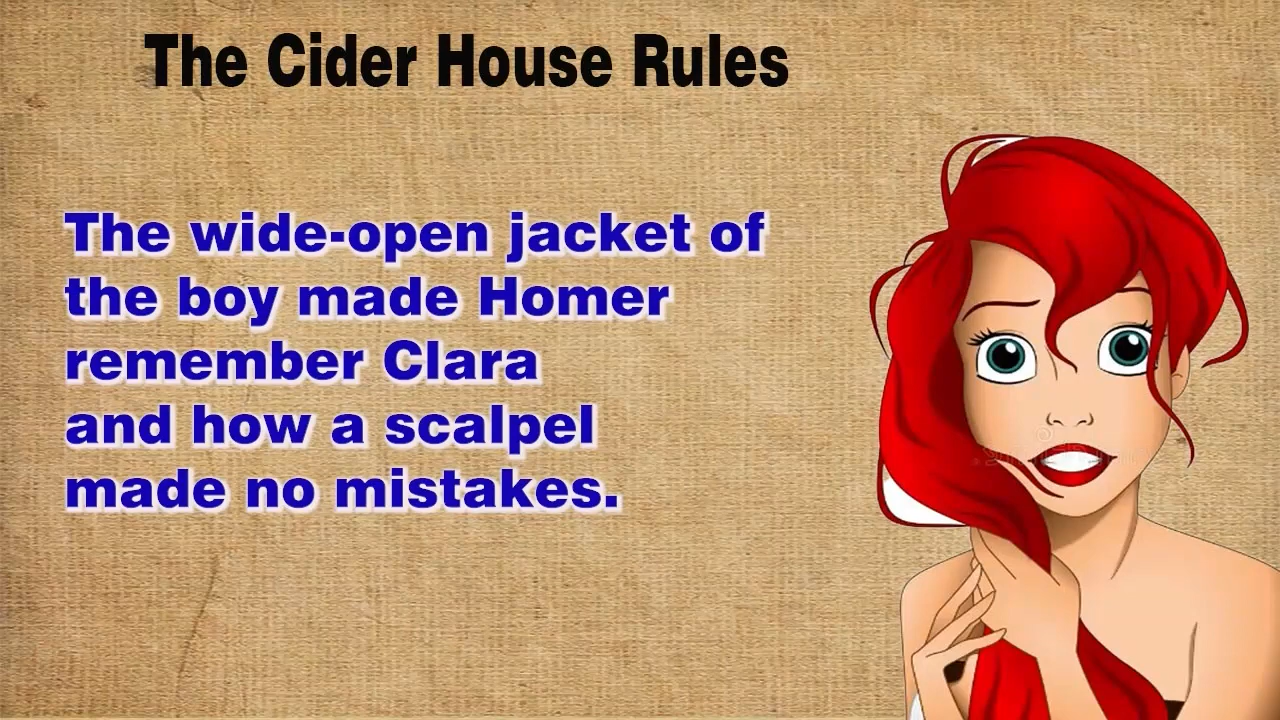 The Cider House Rules
The wide-open jacket of
the boy made Homer
remember Clara
and how a scalpel
made no mistakes.